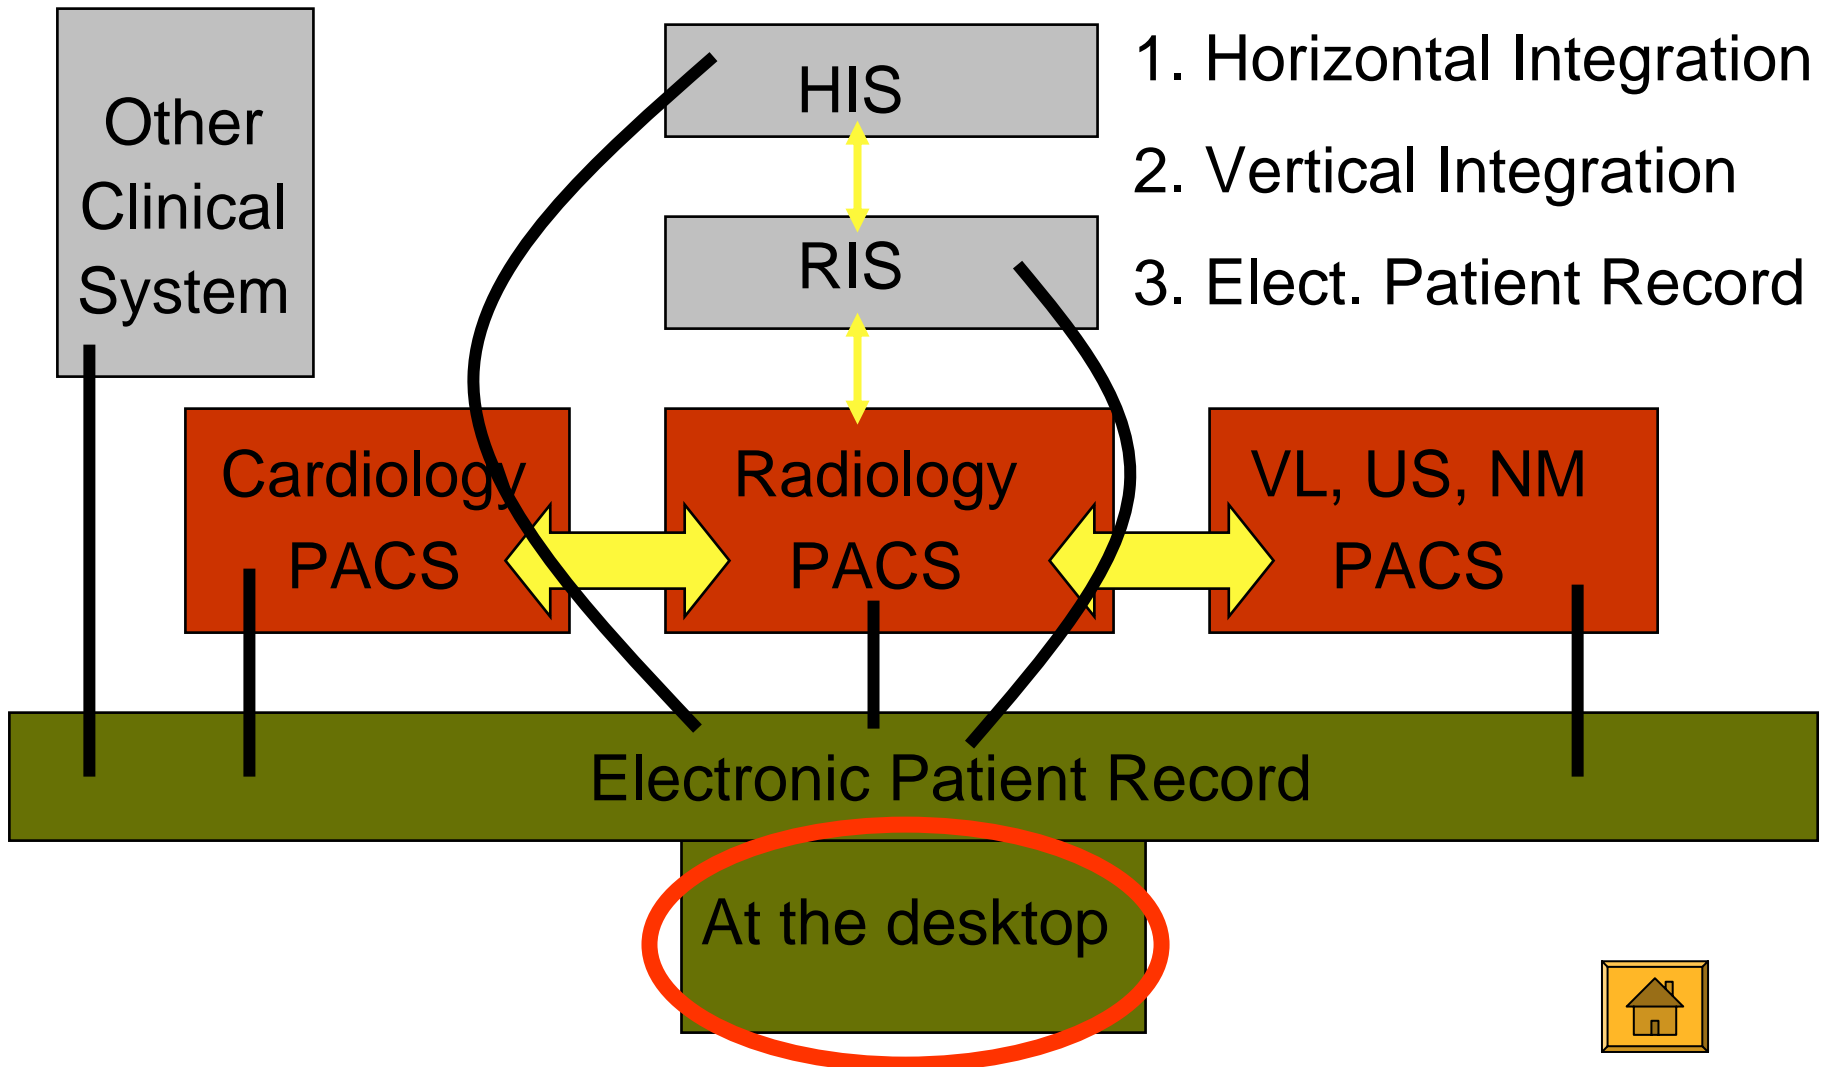 Other
Clinical
System
HIS
RIS
1. Horizontal Integration
2. Vertical Integration
3. Elect. Patient Record
Cardiology
PACS
Radiology
PACS
VL, US, NM
PACS
Electronic Patient Record
At the desktop